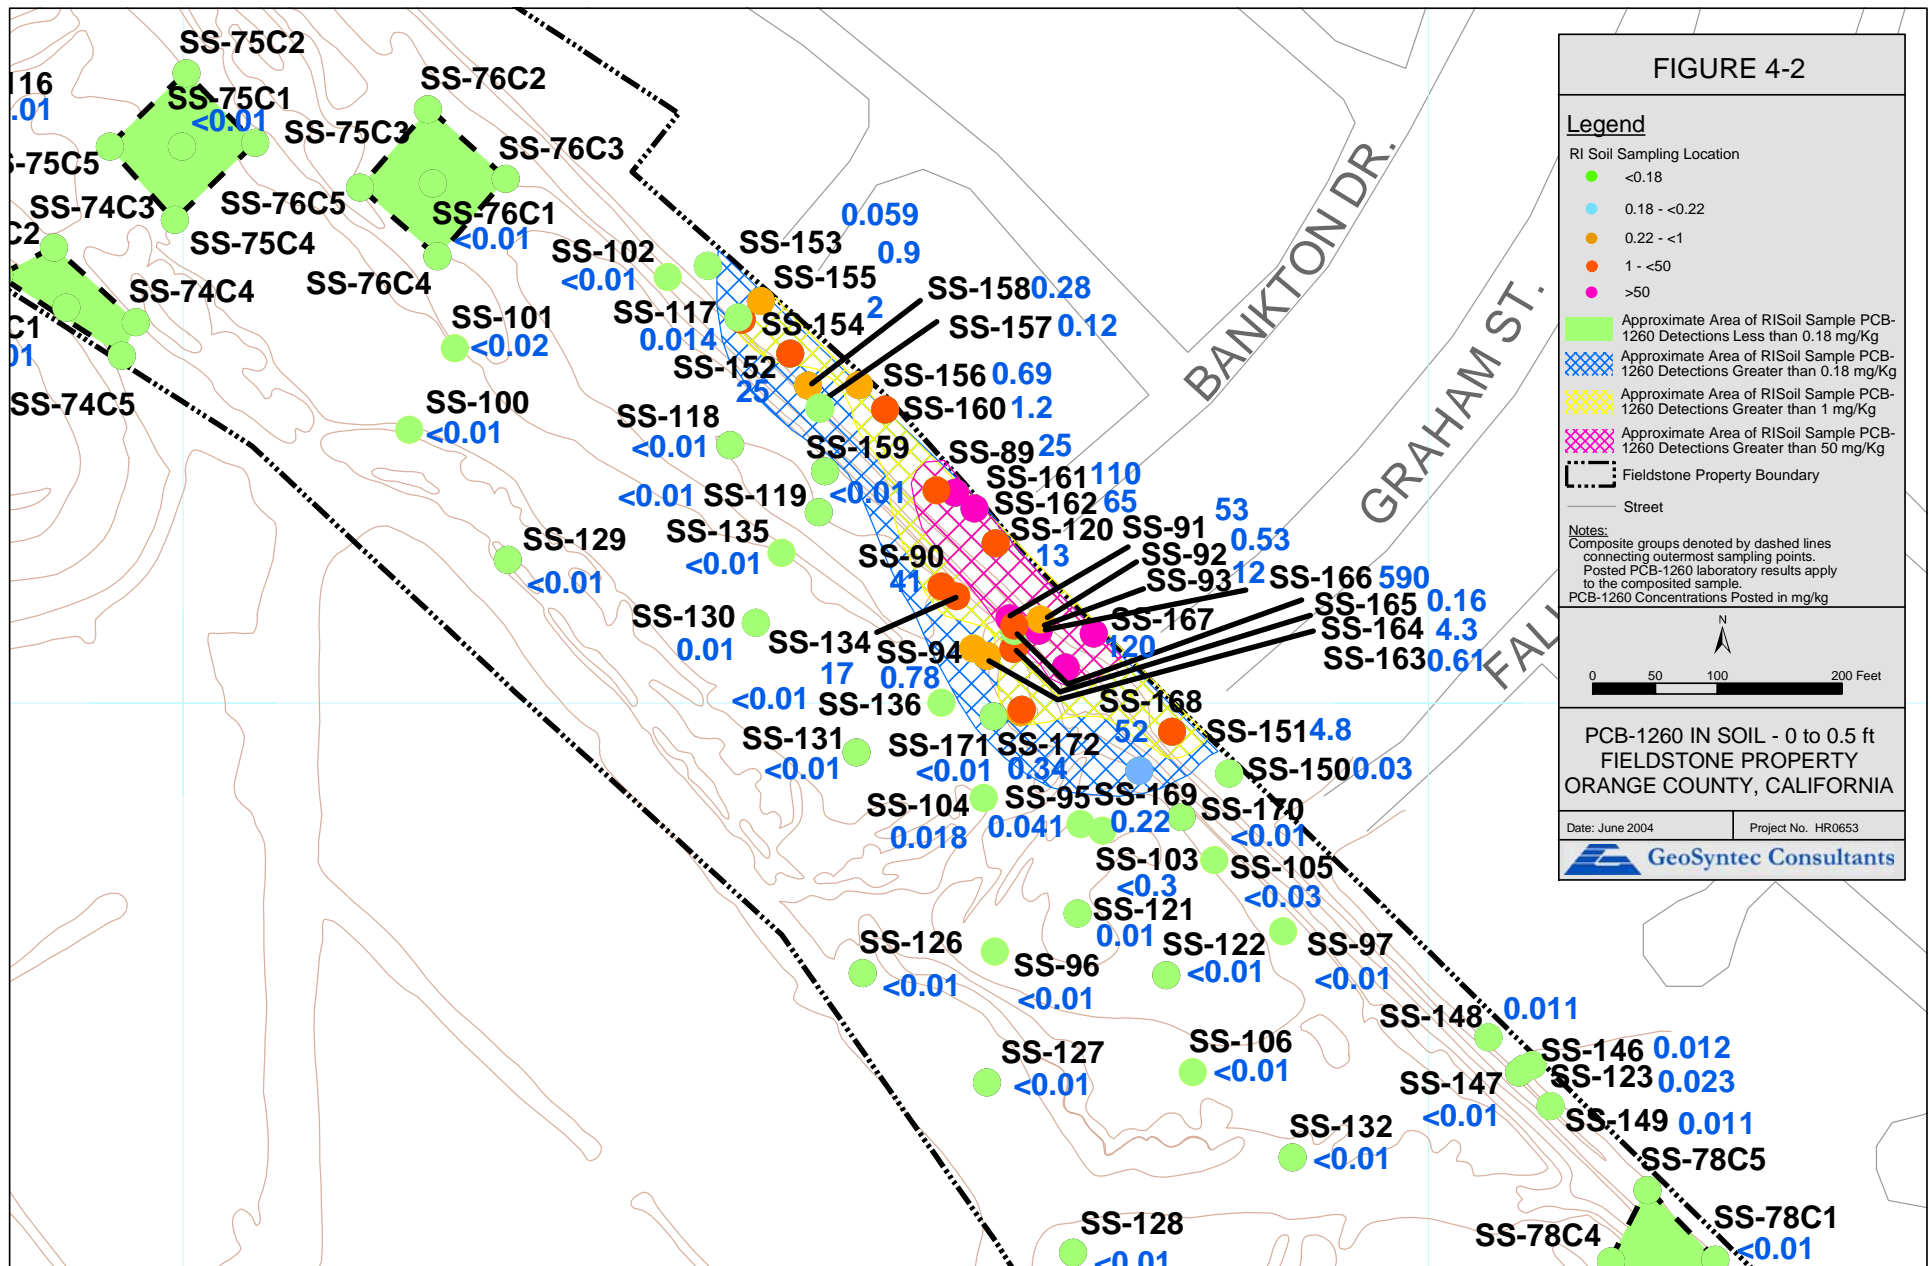 SS-75C2
116
.01
SS-75C1
<0.01
SS-76C2
SS-75C3
SS-76C3
-75C5
SS-74C3
SS-76C5
SS-76C1
<0.01
SS-75C4
C2
SS-76C4
SS-74C4
C1
01
SS-74C5
SS-102
<0.01
SS-153
0.059
0.9
SS-155
2
SS-158 0.28
SS-157 0.12
SS-117
0.014
SS-154
SS-101
<0.02
SS-152
25
SS-156 0.69
SS-160 1.2
SS-100
<0.01
SS-118
<0.01
SS-159
<0.01
SS-89 25
SS-161 110
SS-162 65
<0.01 SS-119
SS-120
13
SS-91
53
SS-92
0.53
SS-93 12
SS-166 590
SS-165 0.16
SS-164 4.3
SS-163 0.61
SS-129
<0.01
SS-135
<0.01
SS-90
41
SS-130
0.01
SS-134
17
SS-94
0.78
SS-167
120
<0.01 SS-136
SS-168
52
SS-151 4.8
SS-131
<0.01
SS-171
<0.01
SS-172
0.34
SS-150 0.03
SS-104
0.018
SS-95
0.041
SS-169
0.22
SS-170
<0.01
SS-103
<0.3
SS-105
<0.03
SS-121
0.01
SS-126
<0.01
SS-96
<0.01
SS-122
<0.01
SS-97
<0.01
SS-148
0.011
SS-146 0.012
SS-123 0.023
SS-147
<0.01
SS-149 0.011
SS-127
<0.01
SS-106
<0.01
SS-132
<0.01
SS-78C5
SS-128
<0.01
SS-78C4
SS-78C1
<0.01
BANKTON DR.
GRAHAM ST.
FALL
FIGURE 4-2
Legend
RI Soil Sampling Location
<0.18
0.18 - <0.22
0.22 - <1
1 - <50
>50
Approximate Area of RISoil Sample PCB-
1260 Detections Less than 0.18 mg/Kg
Approximate Area of RISoil Sample PCB-
1260 Detections Greater than 0.18 mg/Kg
Approximate Area of RISoil Sample PCB-
1260 Detections Greater than 1 mg/Kg
Approximate Area of RISoil Sample PCB-
1260 Detections Greater than 50 mg/Kg
Fieldstone Property Boundary
Street
Notes:
Composite groups denoted by dashed lines
connecting outermost sampling points.
Posted PCB-1260 laboratory results apply
to the composited sample.
PCB-1260 Concentrations Posted in mg/kg
N
0 50 100 200 Feet
PCB-1260 IN SOIL - 0 to 0.5 ft
FIELDSTONE PROPERTY
ORANGE COUNTY, CALIFORNIA
Date: June 2004
Project No. HR0653
GeoSyntec Consultants